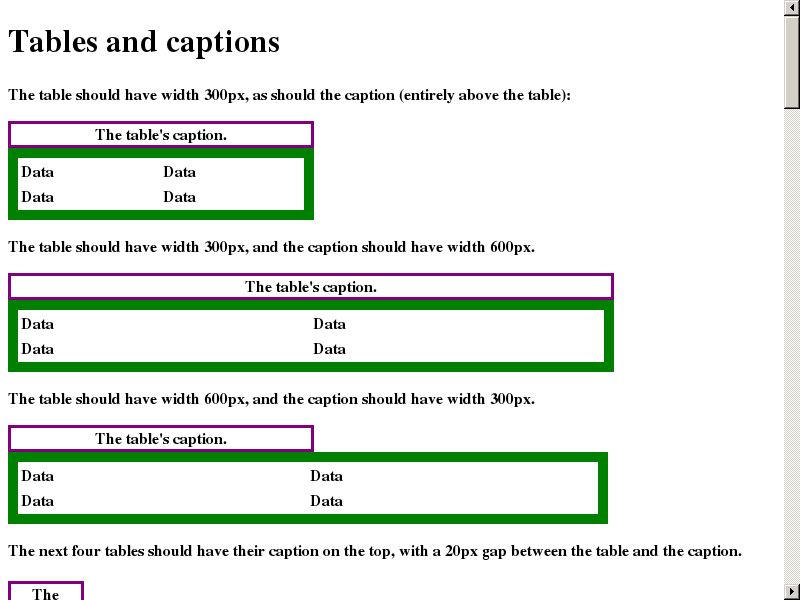 Tables and captions
The table should have width 300px, as should the caption (entirely above the table):
The table's caption.
Data Data
Data Data
The table should have width 300px, and the caption should have width 600px.
The table's caption.
Data Data
Data Data
The table should have width 600px, and the caption should have width 300px.
The table's caption.
Data Data
Data Data
The next four tables should have their caption on the top, with a 20px gap between the table and the caption.
The